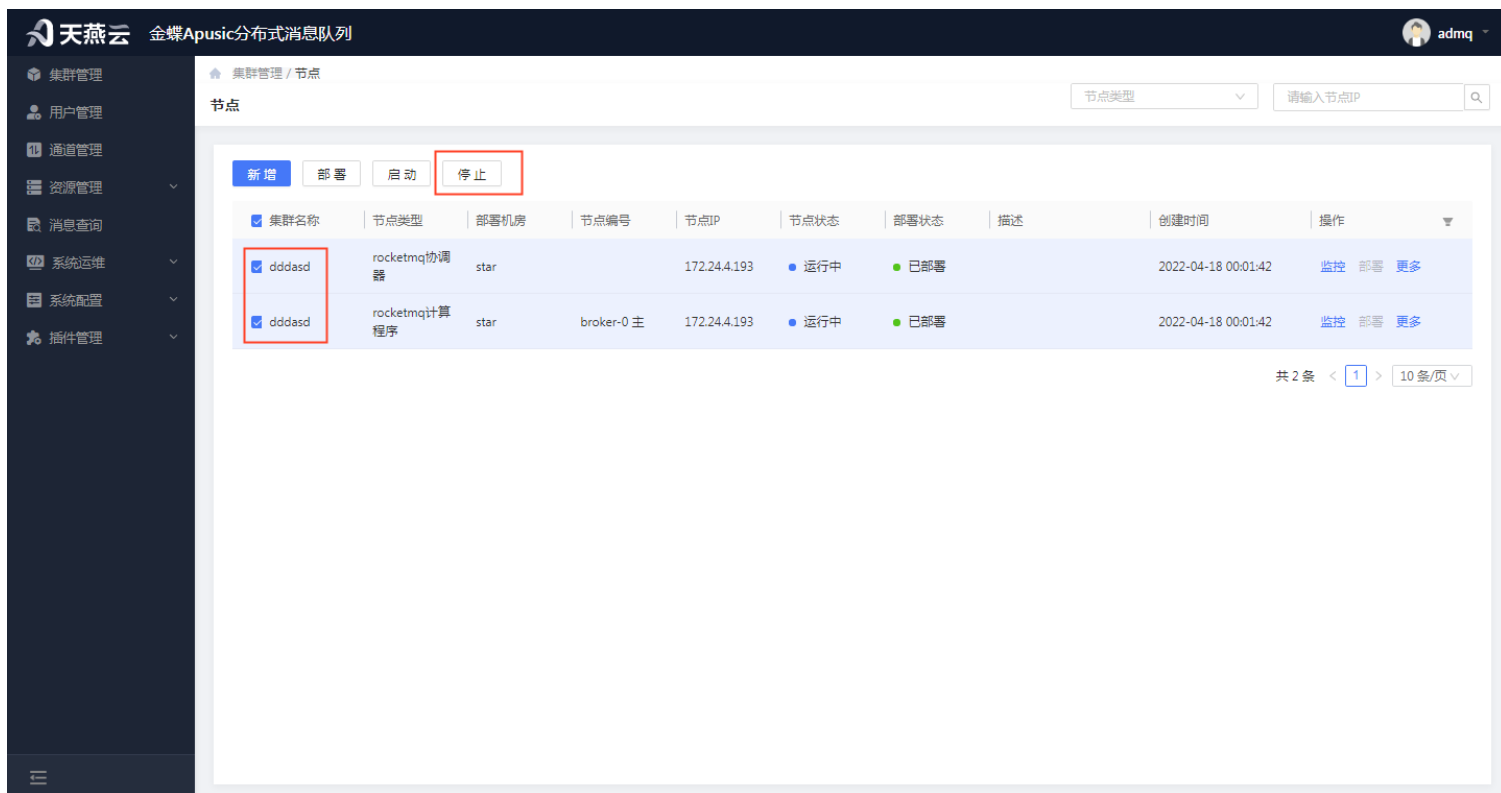 天燕云 金蝶Apusic分布式消息队列 admq
集群管理
用户管理
通道管理
资源管理
消息查询
系统运维
系统配置
插件管理
集群管理 / 节点
节点
节点类型 请输入节点IP
新增 部署 启动 停止
集群名称 节点类型 部署机房 节点编号 节点IP 节点状态 部署状态 描述 创建时间 操作
dddasd rocketmq协调器 star 172.24.4.193 运行中 已部署 2022-04-18 00:01:42 监控 部署 更多
dddasd rocketmq计算程序 star broker-0 主 172.24.4.193 运行中 已部署 2022-04-18 00:01:42 监控 部署 更多
共 2 条 < 1 > 10 条/页